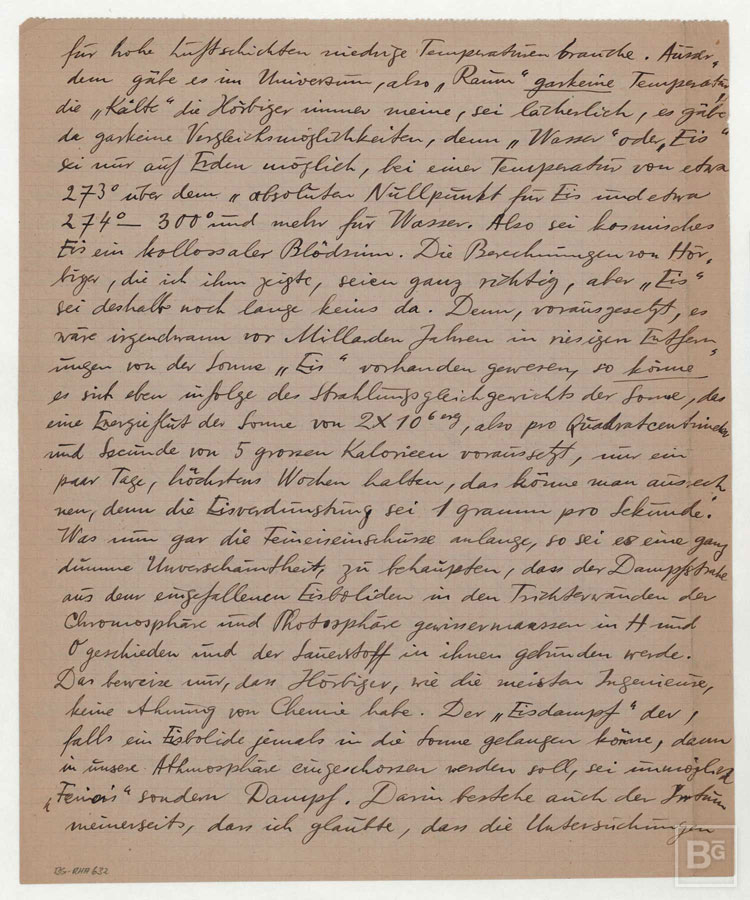 für hohe Luftschichten niedrige Temperaturen brauche. Ausser-
dem gäbe es im Universum, also „Raum“ garkeine Temperatur,
die „Kälte“ die Hörbiger immer meine, sei lächerlich, es gäbe
da garkeine Vergleichsmöglichkeiten, denn „Wasser“ oder „Eis“
sei nur auf Erden möglich, bei einer Temperatur von etwa
273° über dem „absoluten Nullpunkt für Eis und etwa
274° — 300° und mehr für Wasser. Also sei kosmisches
Eis ein kollossaler Blödsinn. Die Berechnungen von Hör-
biger, die ich ihm zeigte, seien ganz richtig, aber „Eis“
sei deshalb noch lange keins da. Denn, vorausgesetzt, es
wäre irgendwann vor Millarden Jahren in riesigen Entfern-
ungen von der Sonne „Eis“ vorhanden gewesen, so könne
es sich eben infolge des Strahlungsgleichgewichts der Sonne, das
eine Energieflut der Sonne von 2X10⁶ erg, also pro Quadratcentimeter
und Secunde von 5 grossen Kalorieen voraussetzt, nur ein
paar Tage, höchstens Wochen halten, das könne man ausrech
nen, denn die Eisverdunstung sei 1 gramm pro Sekunde.
Was nun gar die Feineiseinschüsse anlange, so sei es eine ganz
dumme Unverschämtheit, zu behaupten, dass der Dampfstrahl
aus dem eingefallenen Eisboliden in den Trichterwänden der
Chromosphäre und Photosphäre gewissermaassen in H und
O geschieden und der Sauerstoff in ihnen gebunden werde.
Das beweise nur, dass Hörbiger, wie die meisten Ingenieure,
keine Ahnung von Chemie habe. Der „Eisdampf“ der,
falls ein Eisbolide jemals in die Sonne gelangen könne, dann
in unsere Athmosphäre eingeschossen werden soll, sei unmöglich
„Feineis“ sondern Dampf. Darin bestehe auch der Irrtum
meinerseits, dass ich glaubte, dass die Untersuchungen
BG-RHA 632
BG